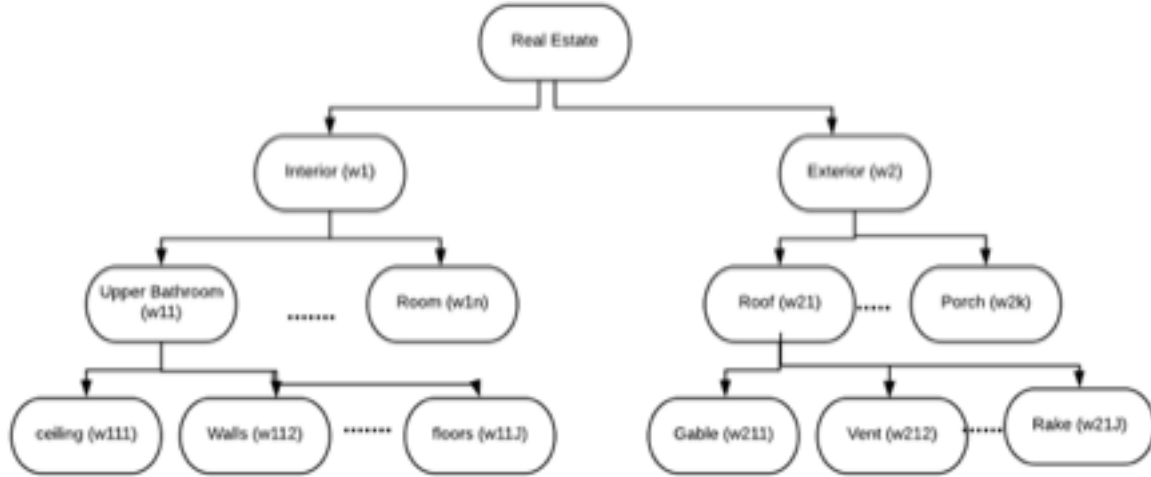 Real Estate
Interior (w1)
Exterior (w2)
Upper Bathroom
(w11)
.......
Room (w1n)
Roof (w21)
.....
Porch (w2k)
ceiling (w111)
Walls (w112)
.......
floors (w11J)
Gable (w211)
Vent (w212)
......
Rake (w21J)